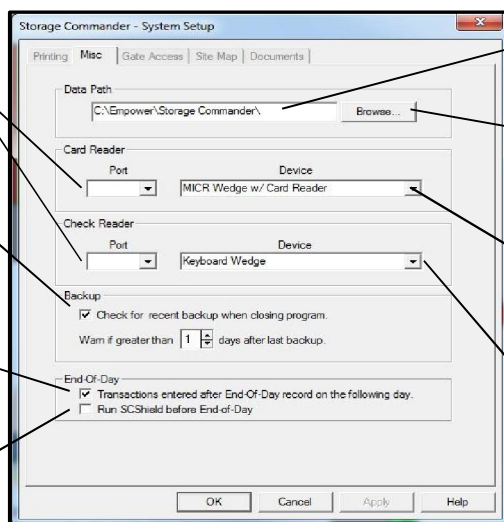 Storage Commander - System Setup
Printing Misc Gate Access Site Map Documents
Data Path
C:\Empower\Storage Commander\
Browse...
Card Reader
Port Device
MICR Wedge w/ Card Reader
Check Reader
Port Device
Keyboard Wedge
Backup
Check for recent backup when closing program.
Warn if greater than 1 days after last backup.
End-Of-Day
Transactions entered after End-Of-Day record on the following day.
Run SCShield before End-of-Day
OK Cancel Apply Help